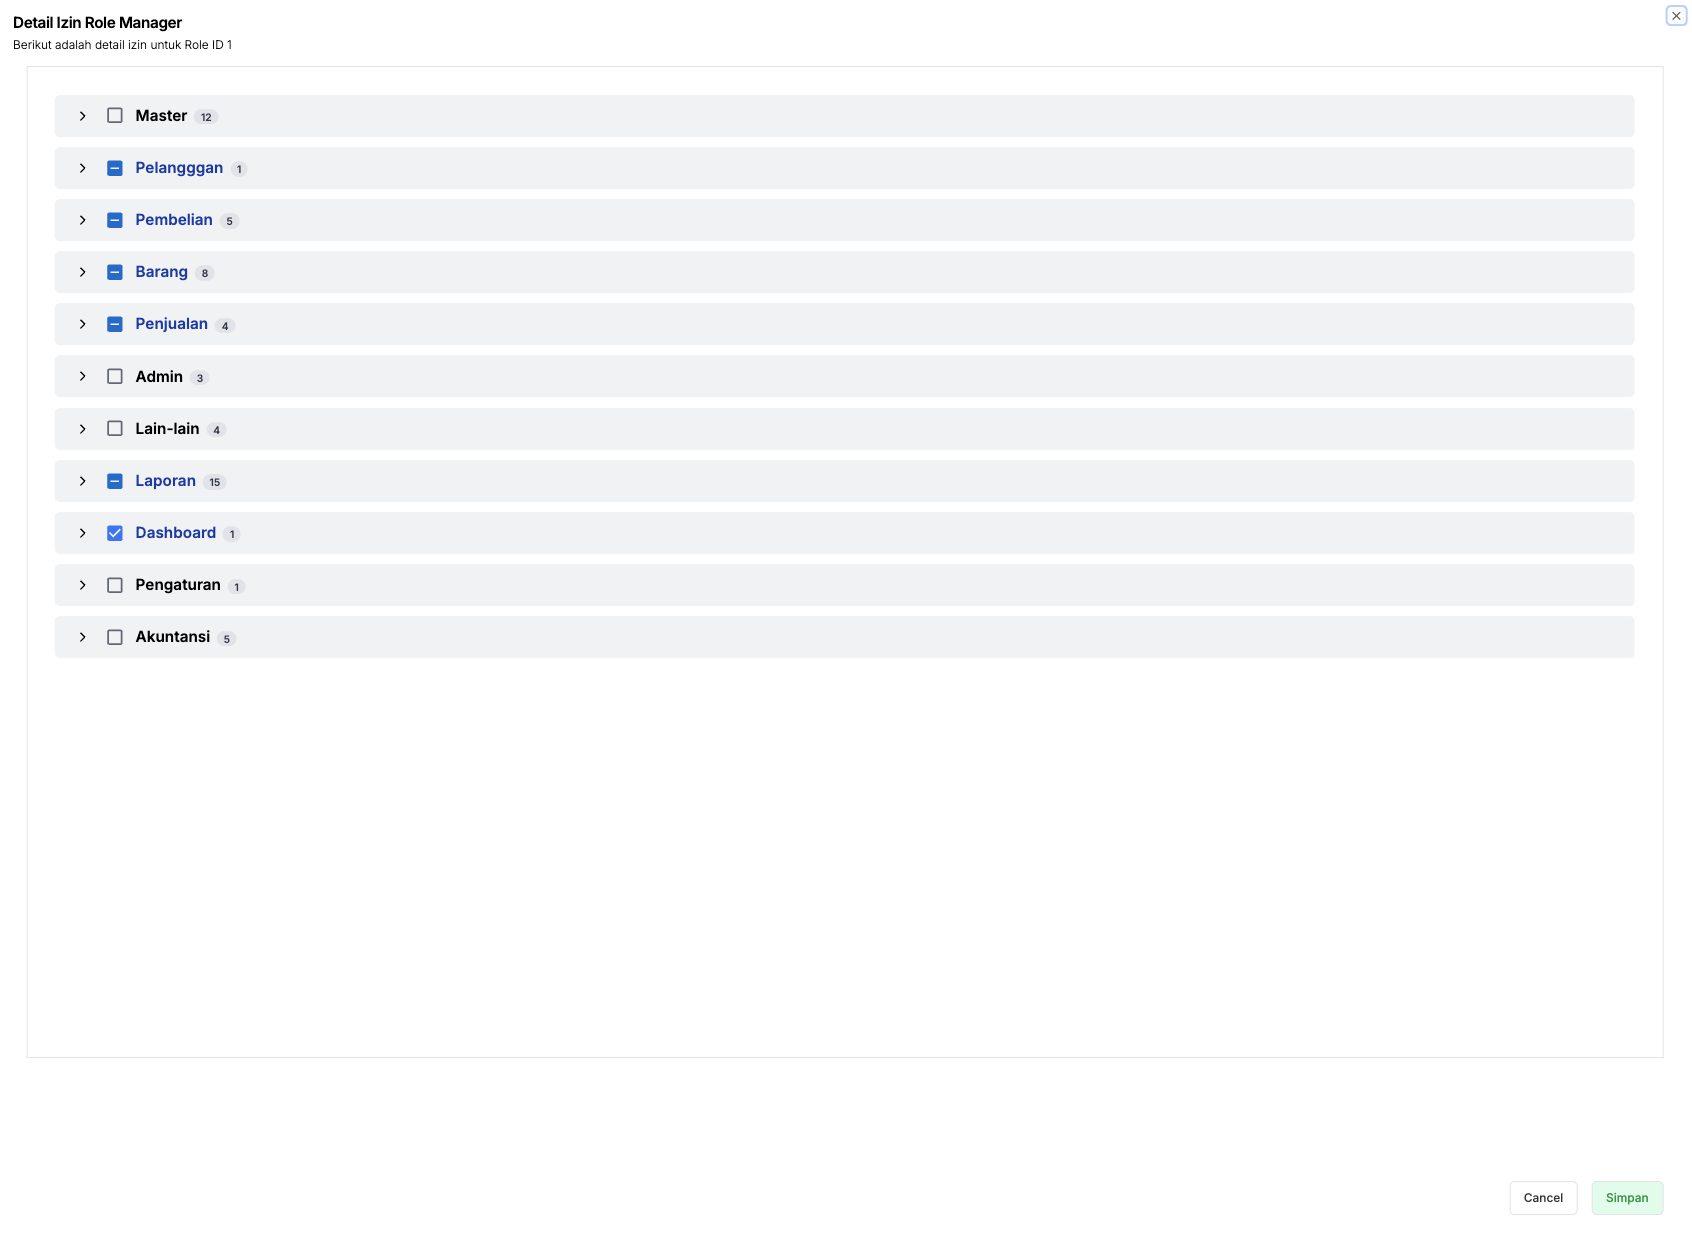 Detail Izin Role Manager
Berikut adalah detail izin untuk Role ID 1
Master 12
Pelangggan 1
Pembelian 5
Barang 8
Penjualan 4
Admin 3
Lain-lain 4
Laporan 15
Dashboard 1
Pengaturan 1
Akuntansi 5
Cancel Simpan